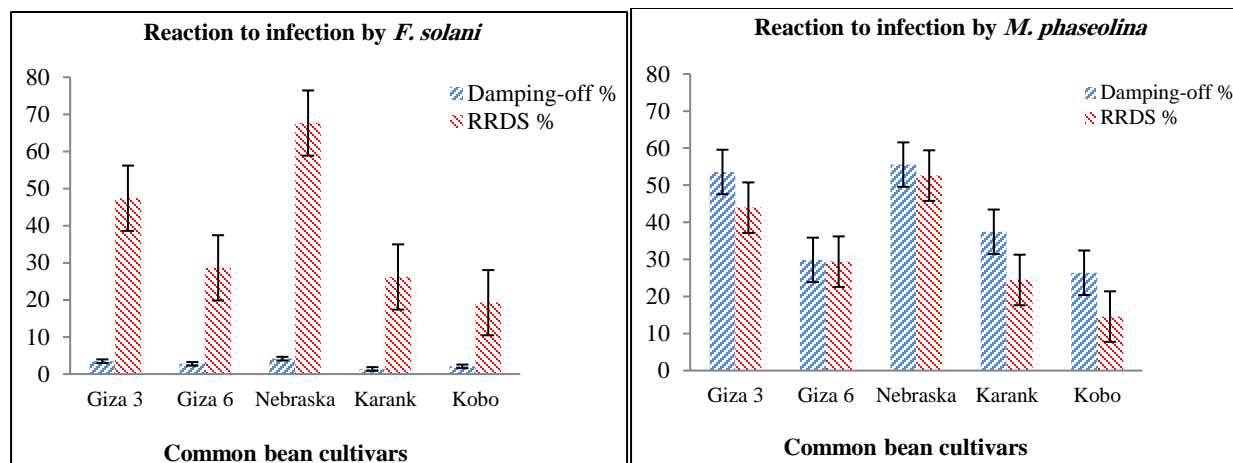 Reaction to infection by F. solani
80
70
60
50
40
30
20
10
0
Damping-off %
RRDS %
Giza 3 Giza 6 Nebraska Karank Kobo
Common bean cultivars
Reaction to infection by M. phaseolina
80
70
60
50
40
30
20
10
0
Damping-off %
RRDS %
Giza 3 Giza 6 Nebraska Karank Kobo
Common bean cultivars